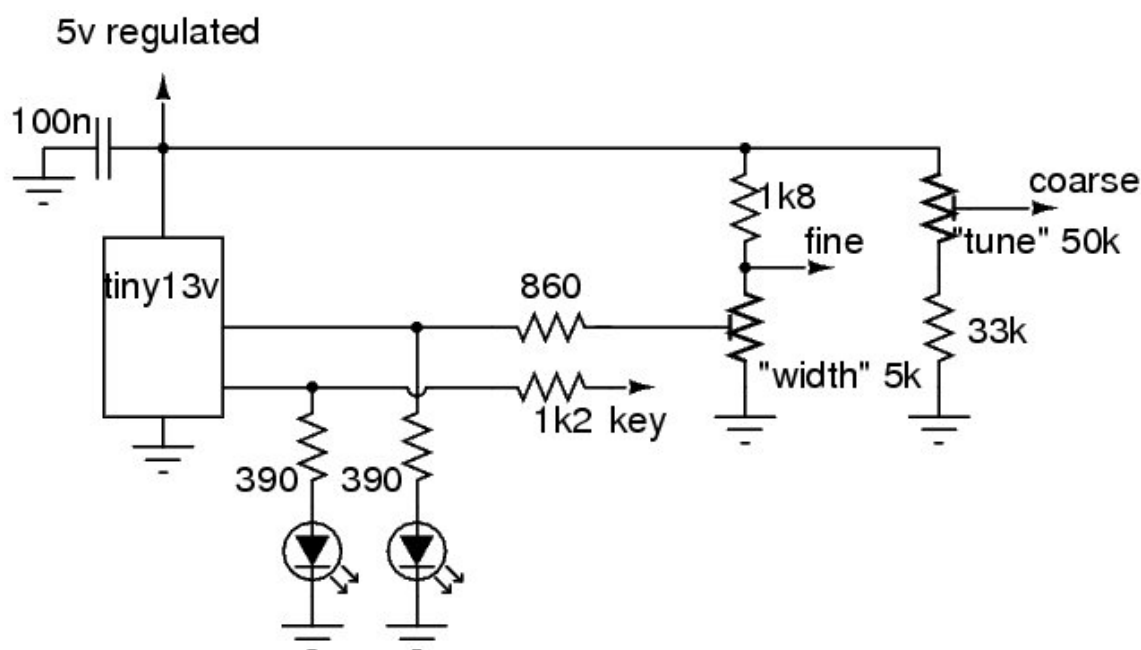 5v regulated
100n
1k8
coarse
fine
"tune" 50k
tiny13v
860
33k
"width" 5k
1k2 key
390
390